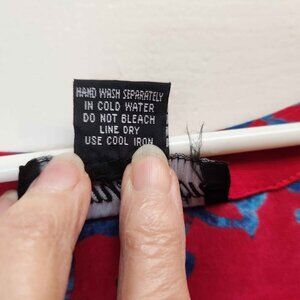 HAND WASH SEPARATELY
IN COLD WATER
DO NOT BLEACH
LINE DRY
USE COOL IRON